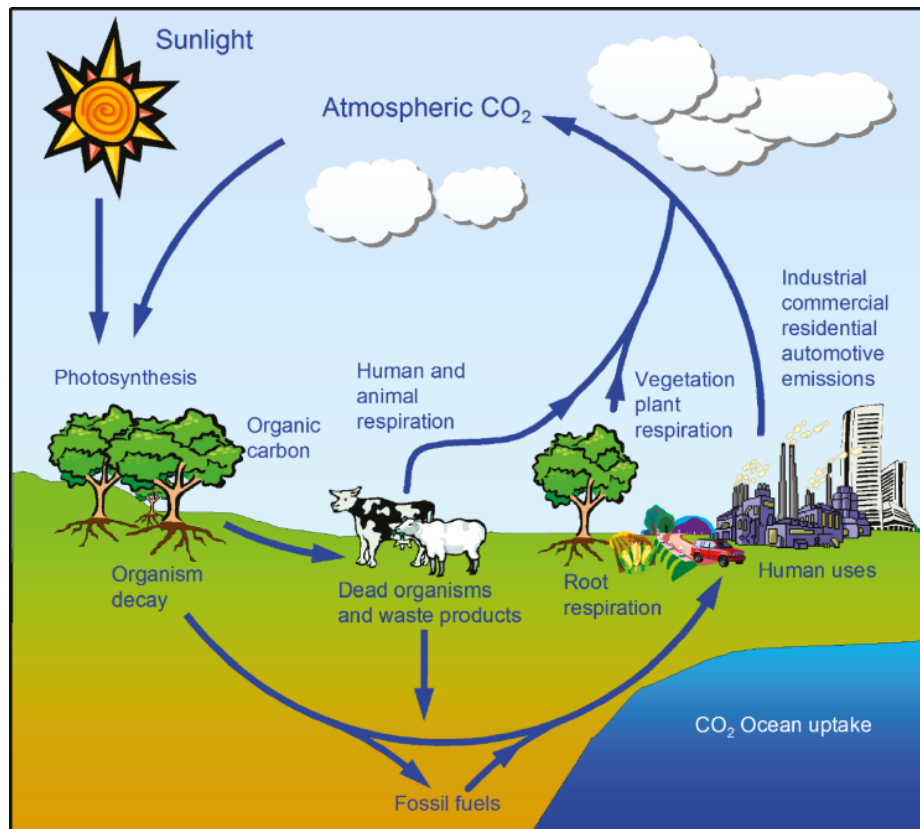 Sunlight
Atmospheric CO₂
Industrial
commercial
residential
automotive
emissions
Photosynthesis
Human and
animal
respiration
Vegetation
plant
respiration
Organic
carbon
Organism
decay
Dead organisms
and waste products
Root
respiration
Human uses
CO₂ Ocean uptake
Fossil fuels